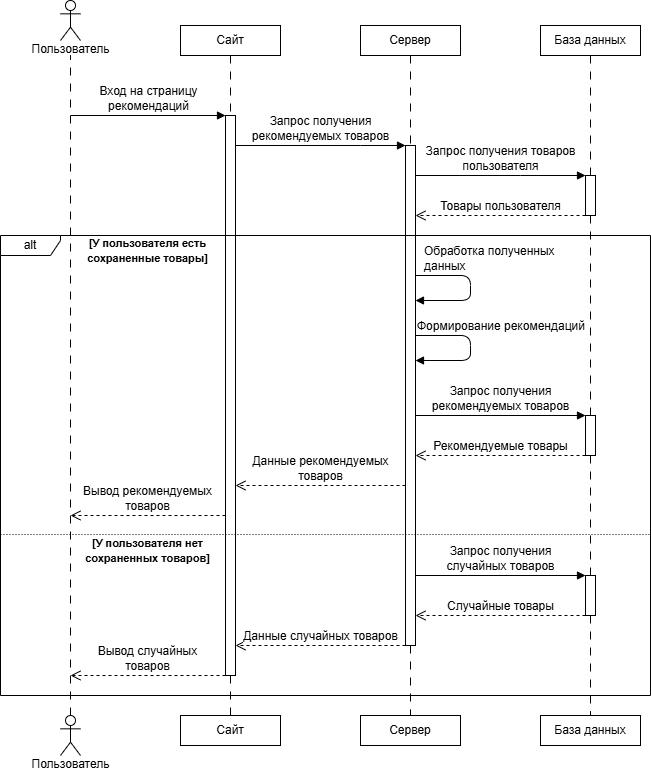 Пользователь
Сайт
Сервер
База данных
Вход на страницу
рекомендаций
Запрос получения
рекомендуемых товаров
Запрос получения товаров
пользователя
Товары пользователя
alt
[У пользователя есть
сохраненные товары]
Обработка полученных
данных
Формирование рекомендаций
Запрос получения
рекомендуемых товаров
Рекомендуемые товары
Данные рекомендуемых
товаров
Вывод рекомендуемых
товаров
[У пользователя нет
сохраненных товаров]
Запрос получения
случайных товаров
Случайные товары
Данные случайных товаров
Вывод случайных
товаров
Пользователь
Сайт
Сервер
База данных